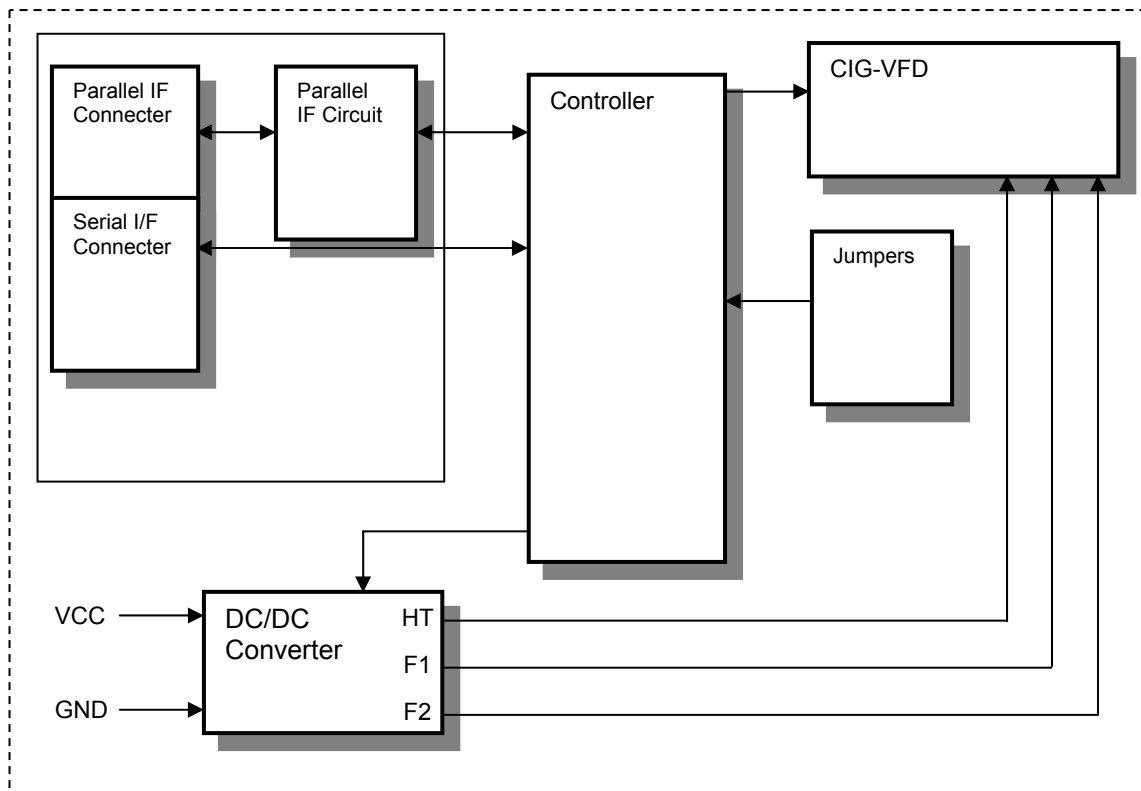 Parallel IF
Connecter
Parallel
IF Circuit
Serial I/F
Connecter
Controller
CIG-VFD
Jumpers
VCC
GND
DC/DC
Converter
HT
F1
F2